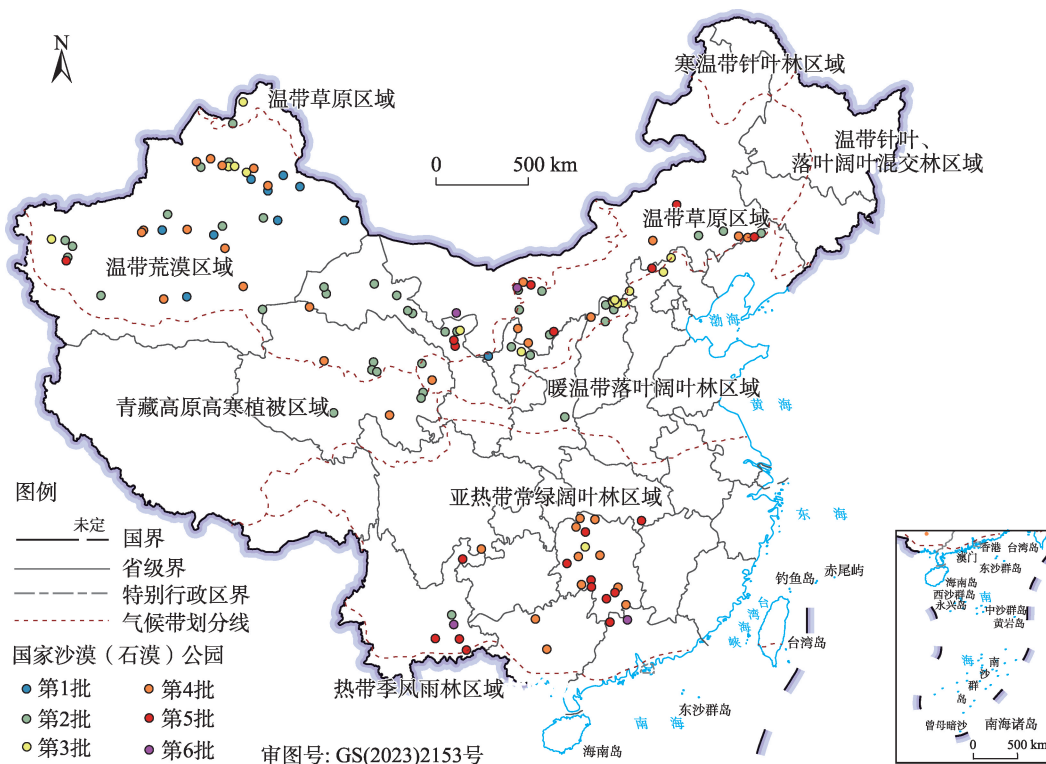 N
寒温带针叶林区域
温带草原区域
温带针叶、
落叶阔叶混交林区域
0 500 km
温带草原区域
温带荒漠区域
渤海
暖温带落叶阔叶林区域
青藏高原高寒植被区域
黄 海
图例
未定
国界
省级界
特别行政区界
气候带划分线
国家沙漠（石漠）公园
第1批
第4批
第2批
第5批
第3批
第6批
亚热带常绿阔叶林区域
东 海
钓鱼岛
赤尾屿
台湾海峡
台湾岛
热带季风雨林区域
东沙群岛
南 海
海南岛
审图号: GS(2023)2153号
香港
台湾岛
澳门
东沙群岛
海南岛
西沙群岛
南
永兴岛
中沙群岛
黄岩岛
海
南沙群岛
曾母暗沙
南海诸岛
0 500 km